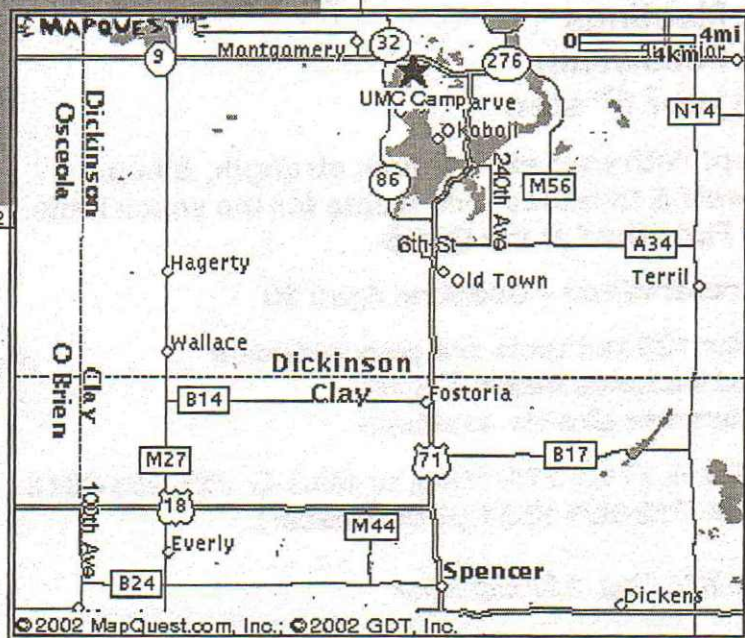 MAPQUEST
0 4mi
4km
Montgomery
32
9
276
UMC Camp
arve
Okoboji
N14
Dickinson
Osceola
86
240th Ave
M56
6th St
A34
Hagerty
Old Town
Terril
Wallace
Dickinson
Clay
B14
Fostoria
Clay
O Brien
M27
71
B17
18
100th Ave
M44
Everly
B24
Spencer
Dickens
©2002 MapQuest.com, Inc.; ©2002 GDT, Inc.